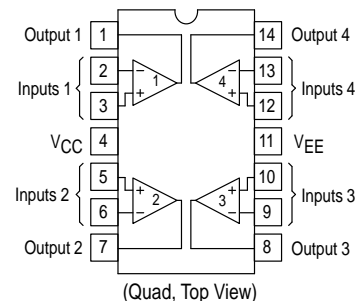 Output 1 1 14 Output 4
2 − − 13
Inputs 1 1 4 Inputs 4
3 + + 12
VCC 4 11 VEE
5 + + 10
Inputs 2 2 3 Inputs 3
6 − − 9
Output 2 7 8 Output 3
(Quad, Top View)